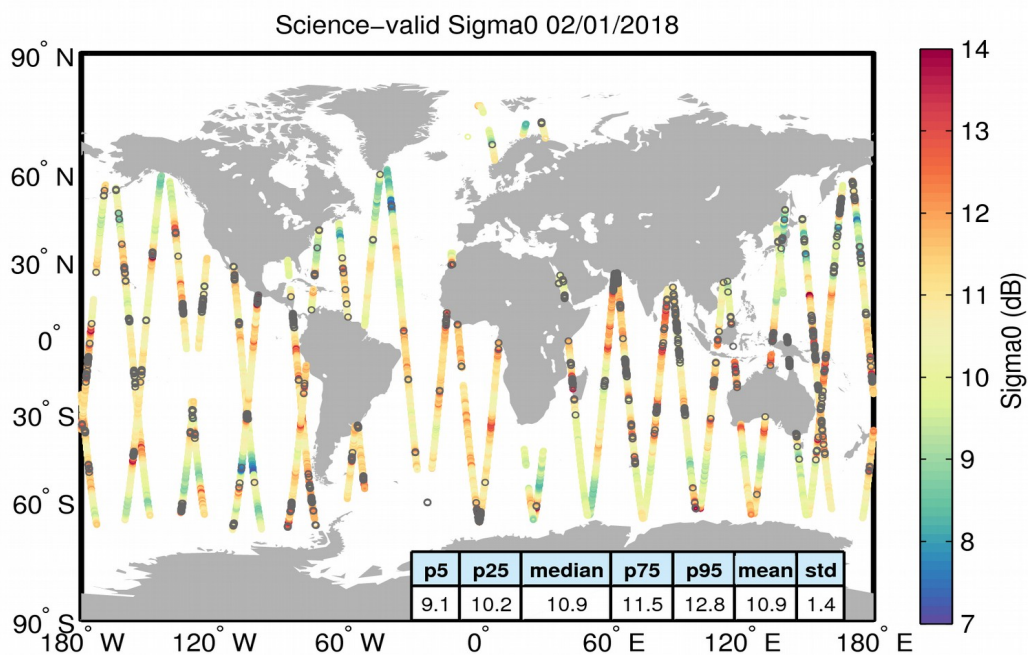 Science-valid Sigma0 02/01/2018
90° N
60° N
30° N
0°
30° S
60° S
90° S
180° W 120° W 60° W 0° 60° E 120° E 180° E
p5 p25 median p75 p95 mean std
9.1 10.2 10.9 11.5 12.8 10.9 1.4
14
13
12
11
10
9
8
7
Sigma0 (dB)